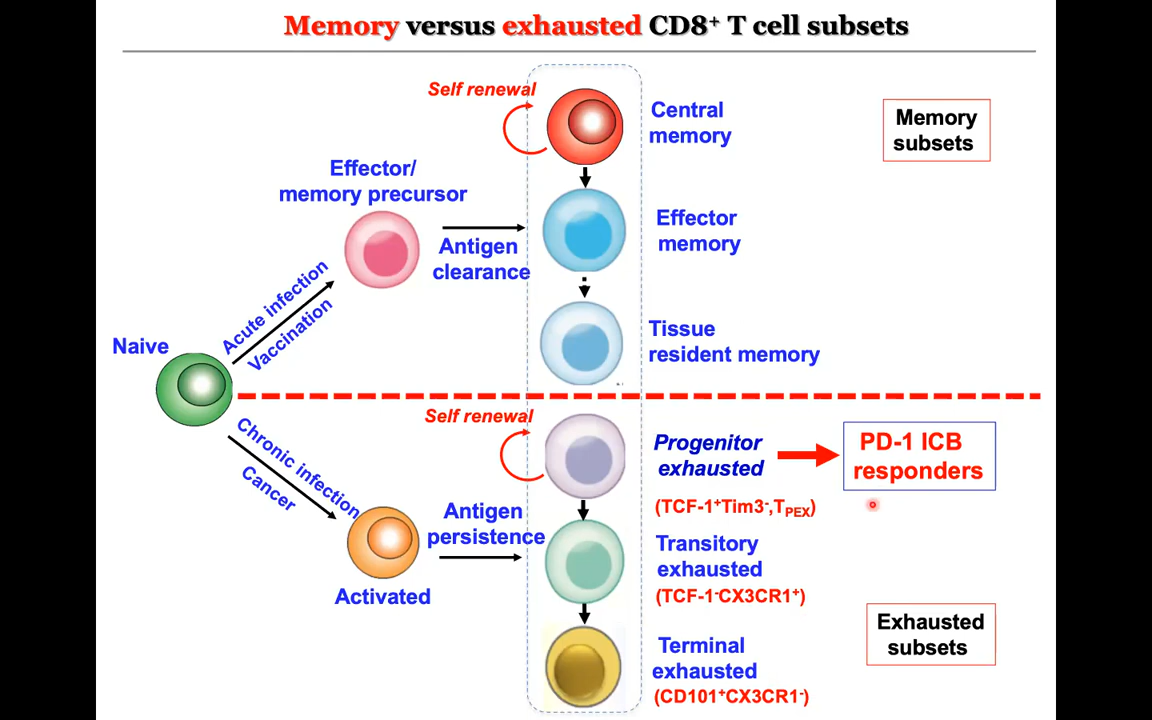 Memory versus exhausted CD8⁺ T cell subsets
Self renewal
Central
memory
Memory
subsets
Effector/
memory precursor
Effector
memory
Antigen
clearance
Acute infection
Vaccination
Tissue
resident memory
Naive
Self renewal
Chronic infection
Cancer
Progenitor
exhausted
PD-1 ICB
responders
(TCF-1⁺Tim3⁻,TPEX)
Antigen
persistence
Transitory
exhausted
(TCF-1⁻CX3CR1⁺)
Activated
Exhausted
subsets
Terminal
exhausted
(CD101⁺CX3CR1⁻)